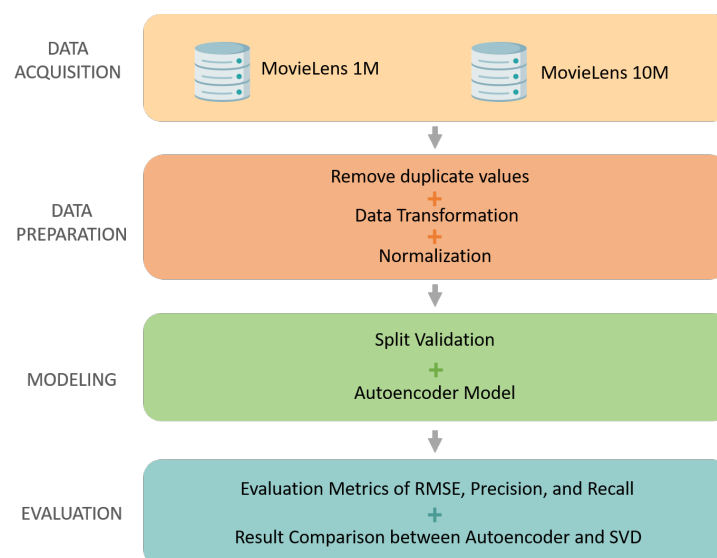 DATA
ACQUISITION
MovieLens 1M
MovieLens 10M
DATA
PREPARATION
Remove duplicate values
+
Data Transformation
+
Normalization
MODELING
Split Validation
+
Autoencoder Model
EVALUATION
Evaluation Metrics of RMSE, Precision, and Recall
+
Result Comparison between Autoencoder and SVD